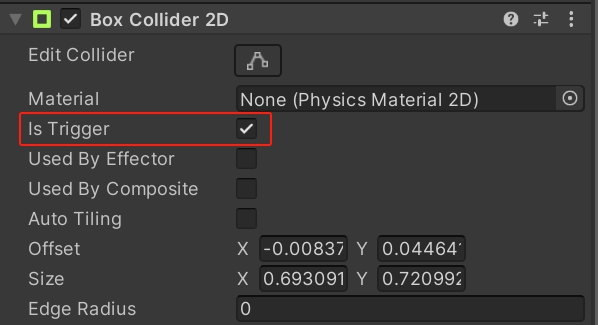 Box Collider 2D
Edit Collider
Material None (Physics Material 2D)
Is Trigger
Used By Effector
Used By Composite
Auto Tiling
Offset X -0.00837 Y 0.04464
Size X 0.693091 Y 0.720992
Edge Radius 0